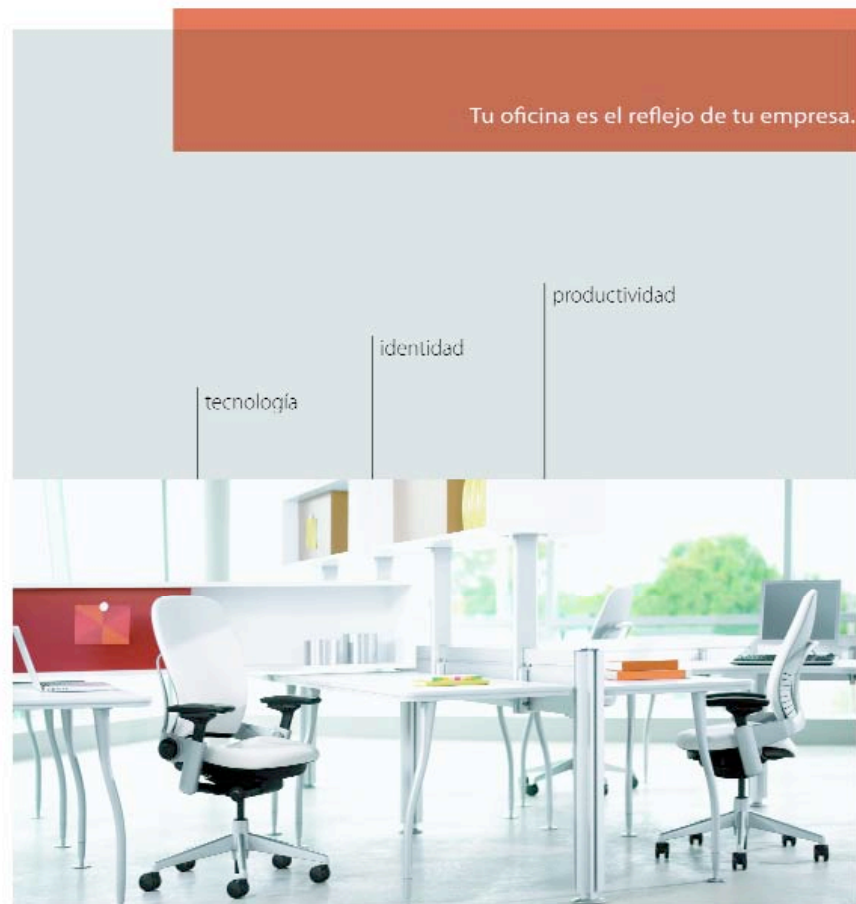 Tu oficina es el reflejo de tu empresa.
productividad
identidad
tecnología